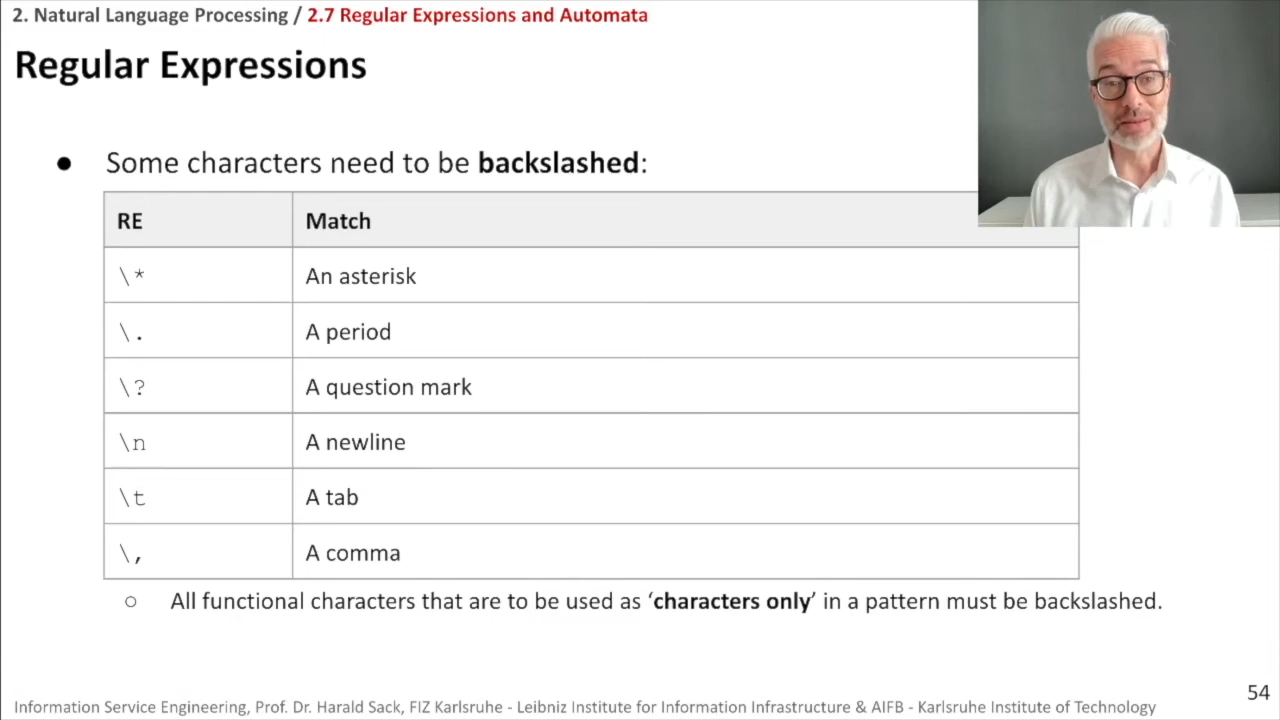 2. Natural Language Processing / 2.7 Regular Expressions and Automata
Regular Expressions
● Some characters need to be backslashed:
RE Match
\* An asterisk
\. A period
\? A question mark
\n A newline
\t A tab
\, A comma
○ All functional characters that are to be used as ‘characters only’ in a pattern must be backslashed.
54
Information Service Engineering, Prof. Dr. Harald Sack, FIZ Karlsruhe - Leibniz Institute for Information Infrastructure & AIFB - Karlsruhe Institute of Technology